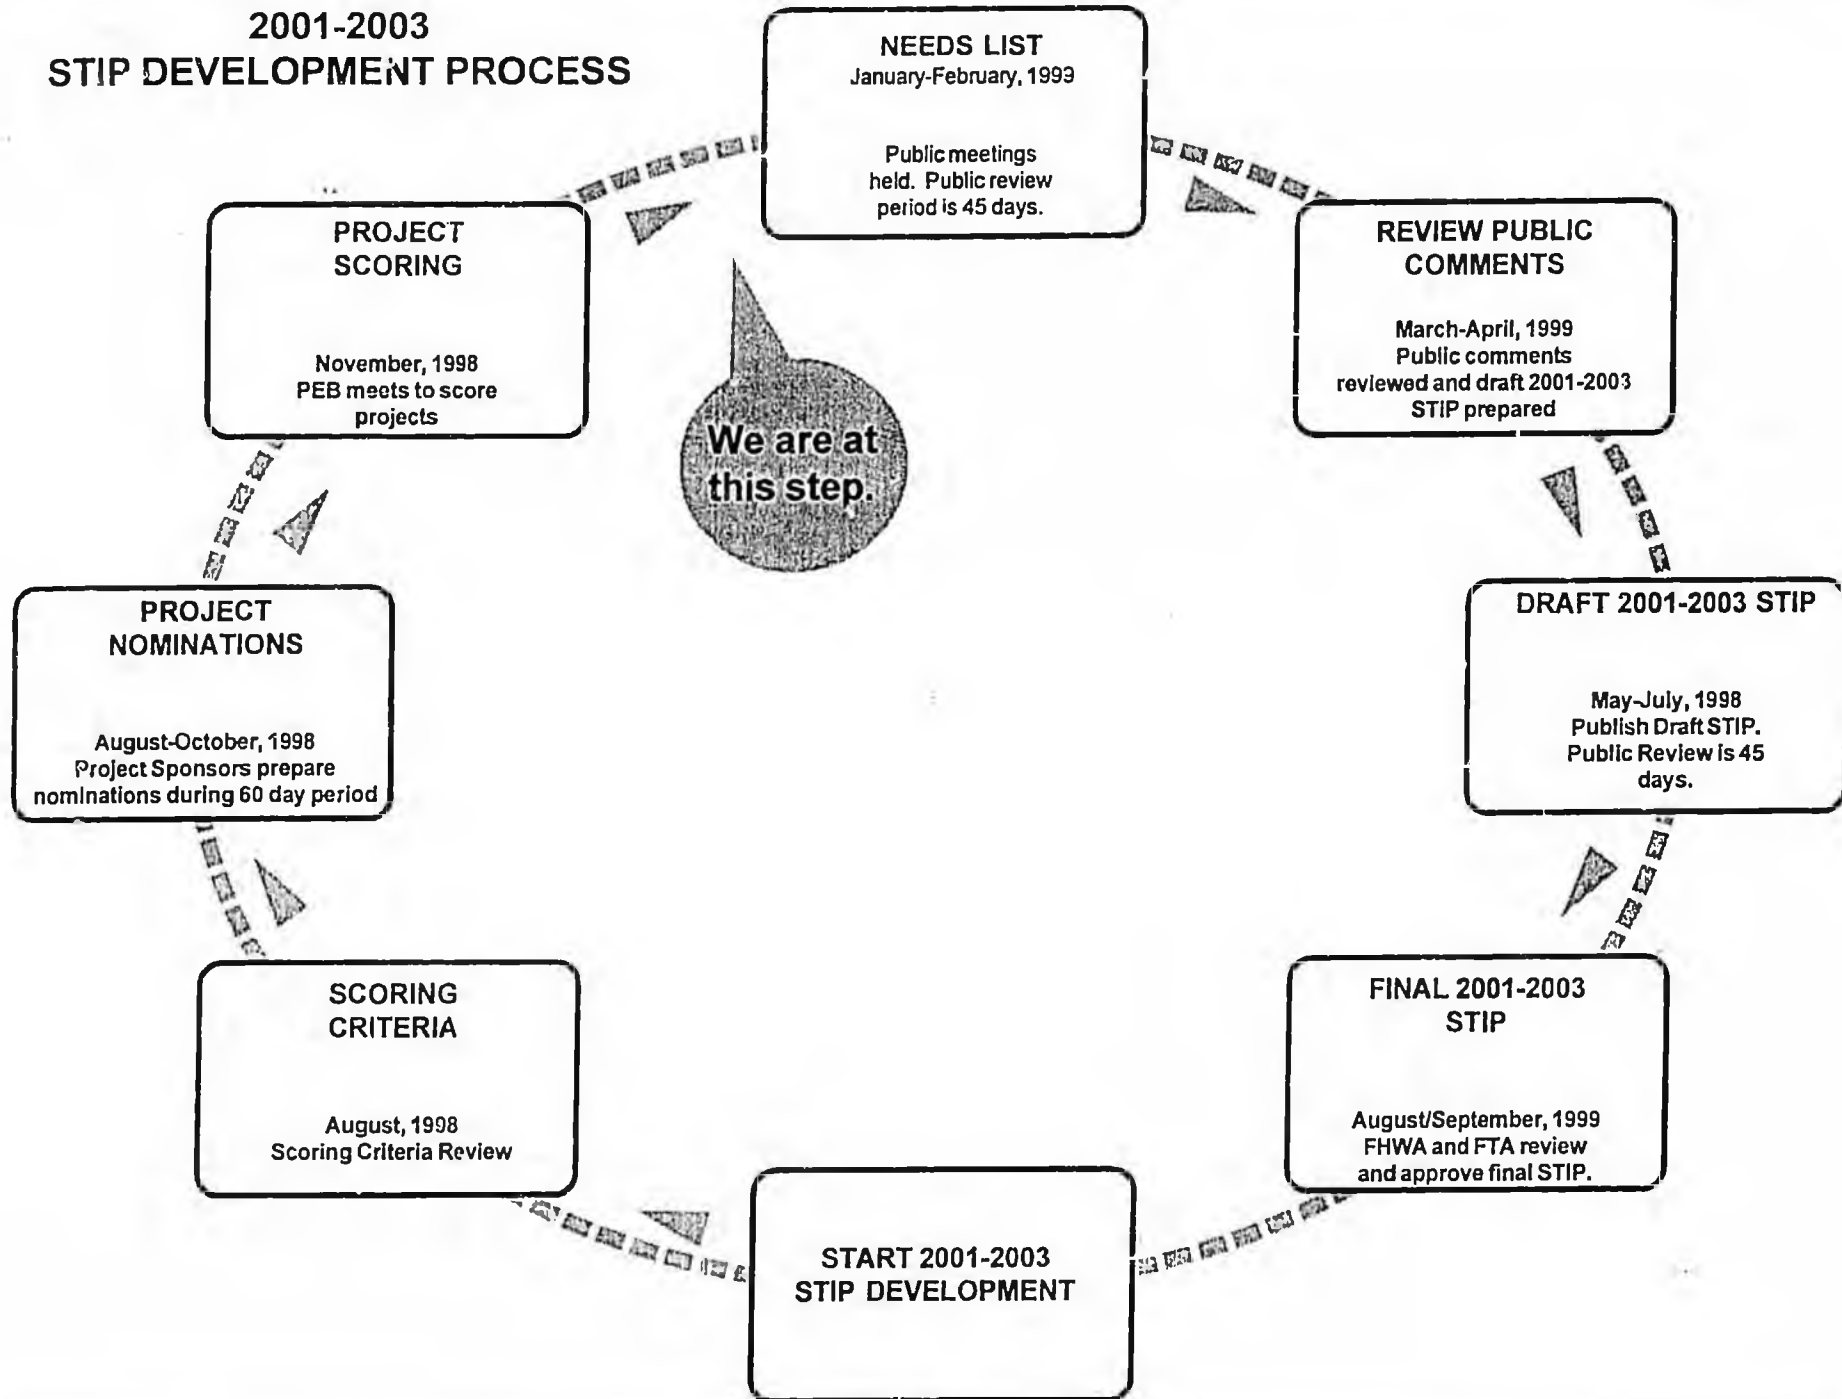 2001-2003
STIP DEVELOPMENT PROCESS
NEEDS LIST
January-February, 1999
Public meetings
held. Public review
period is 45 days.
REVIEW PUBLIC
COMMENTS
March-April, 1999
Public comments
reviewed and draft 2001-2003
STIP prepared
DRAFT 2001-2003 STIP
May-July, 1998
Publish Draft STIP.
Public Review is 45
days.
FINAL 2001-2003
STIP
August/September, 1999
FHWA and FTA review
and approve final STIP.
START 2001-2003
STIP DEVELOPMENT
SCORING
CRITERIA
August, 1998
Scoring Criteria Review
PROJECT
NOMINATIONS
August-October, 1998
Project Sponsors prepare
nominations during 60 day period
PROJECT
SCORING
November, 1998
PEB meets to score
projects
We are at
this step.